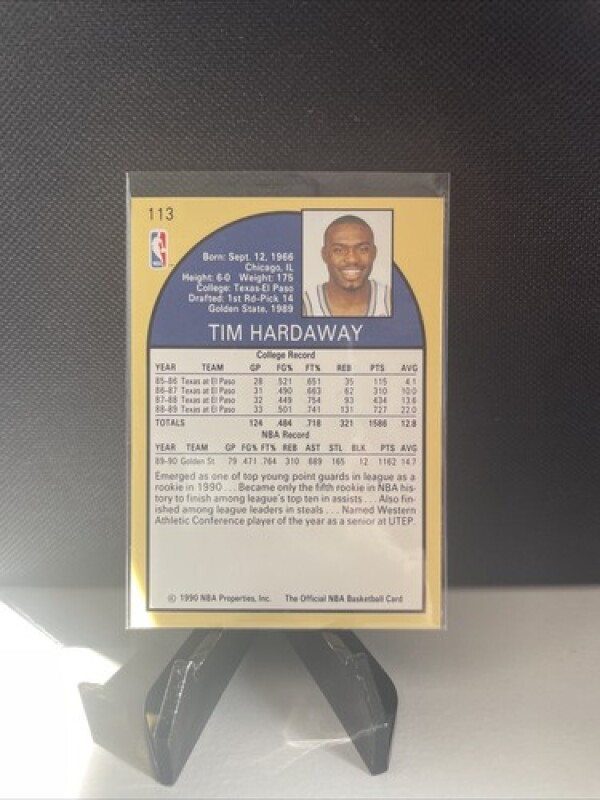 113
Born: Sept. 12, 1966
Chicago, IL
Height: 6-0 Weight: 175
College: Texas-El Paso
Drafted: 1st Rd-Pick 14
Golden State, 1989
TIM HARDAWAY
College Record
YEAR TEAM GP FG% FT% REB PTS AVG
85-86 Texas at El Paso 28 .521 .651 35 115 4.1
86-87 Texas at El Paso 31 .490 .663 62 310 10.0
87-88 Texas at El Paso 32 .449 .754 93 434 13.6
88-89 Texas at El Paso 33 .501 .741 131 727 22.0
TOTALS 124 .484 .718 321 1586 12.8
NBA Record
YEAR TEAM GP FG% FT% REB AST STL BLK PTS AVG
89-90 Golden St. 79 .471 .764 310 689 165 12 1162 14.7
Emerged as one of top young point guards in league as a
rookie in 1990 . . . Became only the fifth rookie in NBA his-
tory to finish among league's top ten in assists . . . Also fin-
ished among league leaders in steals . . . Named Western
Athletic Conference player of the year as a senior at UTEP.
© 1990 NBA Properties, Inc. The Official NBA Basketball Card